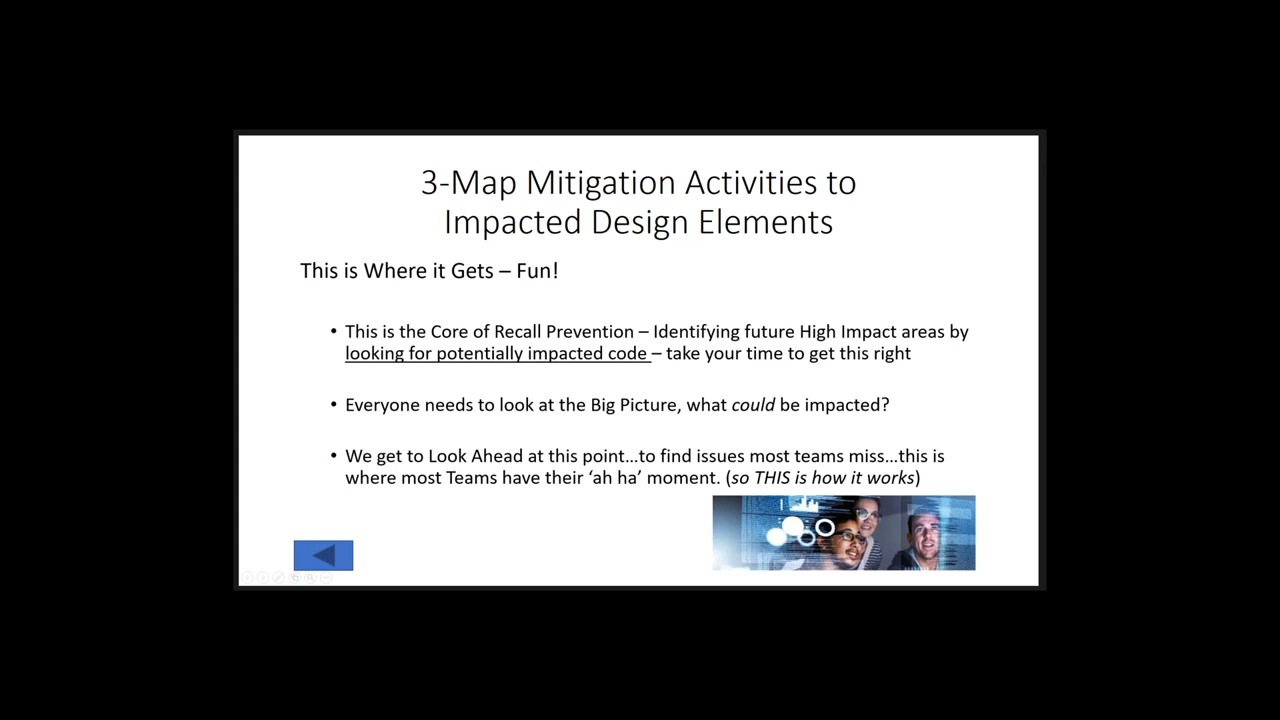 3-Map Mitigation Activities to
Impacted Design Elements
This is Where it Gets – Fun!
• This is the Core of Recall Prevention – Identifying future High Impact areas by
looking for potentially impacted code – take your time to get this right
• Everyone needs to look at the Big Picture, what could be impacted?
• We get to Look Ahead at this point...to find issues most teams miss...this is
where most Teams have their ‘ah ha’ moment. (so THIS is how it works)